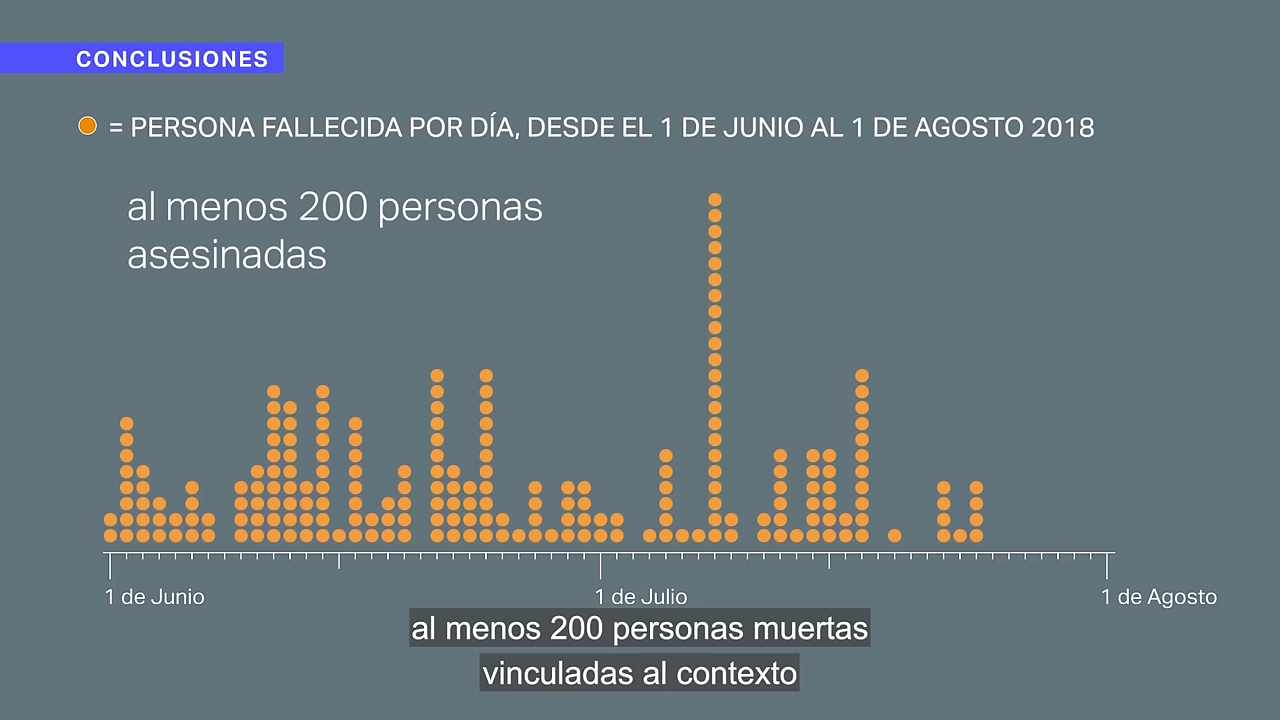 CONCLUSIONES
= PERSONA FALLECIDA POR DÍA, DESDE EL 1 DE JUNIO AL 1 DE AGOSTO 2018
al menos 200 personas
asesinadas
1 de Junio
1 de Julio
1 de Agosto
al menos 200 personas muertas
vinculadas al contexto